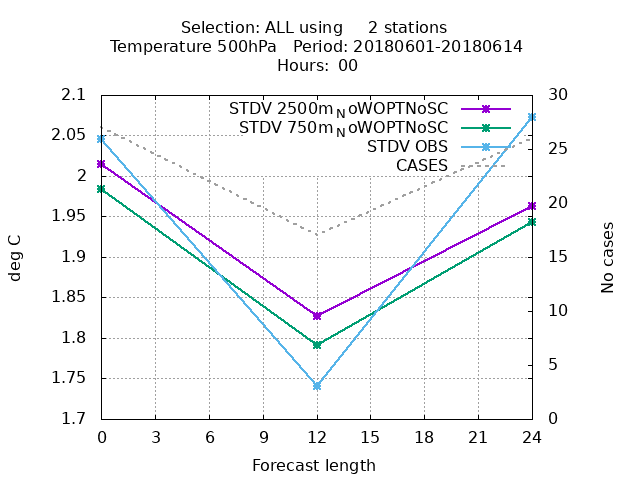 Selection: ALL using     2 stations
Temperature 500hPa   Period: 20180601-20180614
Hours: 00
STDV 2500m_NoWOPTNoSC
STDV 750m_NoWOPTNoSC
STDV OBS
CASES
2.1
2.05
2
1.95
1.9
1.85
1.8
1.75
1.7
30
25
20
15
10
5
0
deg C
No cases
0 3 6 9 12 15 18 21 24
Forecast length